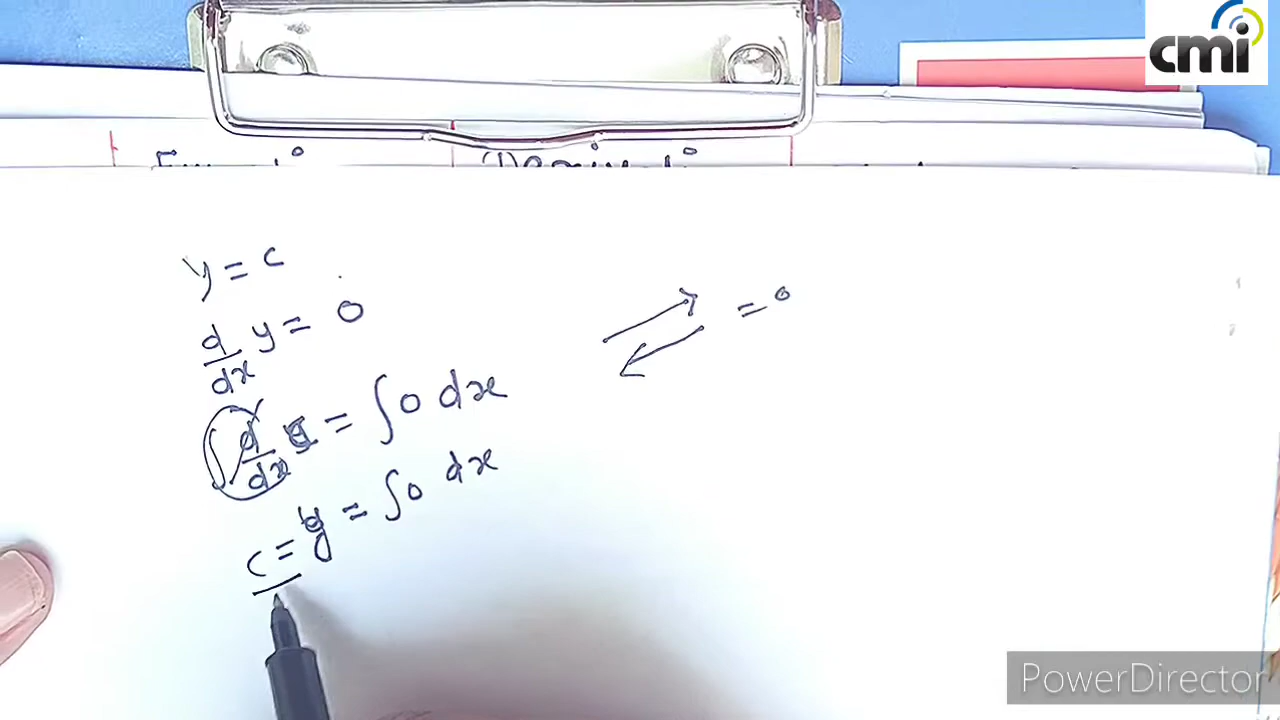 cmi
y = c
d/dx y = 0
= 0
∫ d/dx y = ∫ 0 dx
c = y = ∫ 0 dx
PowerDirector